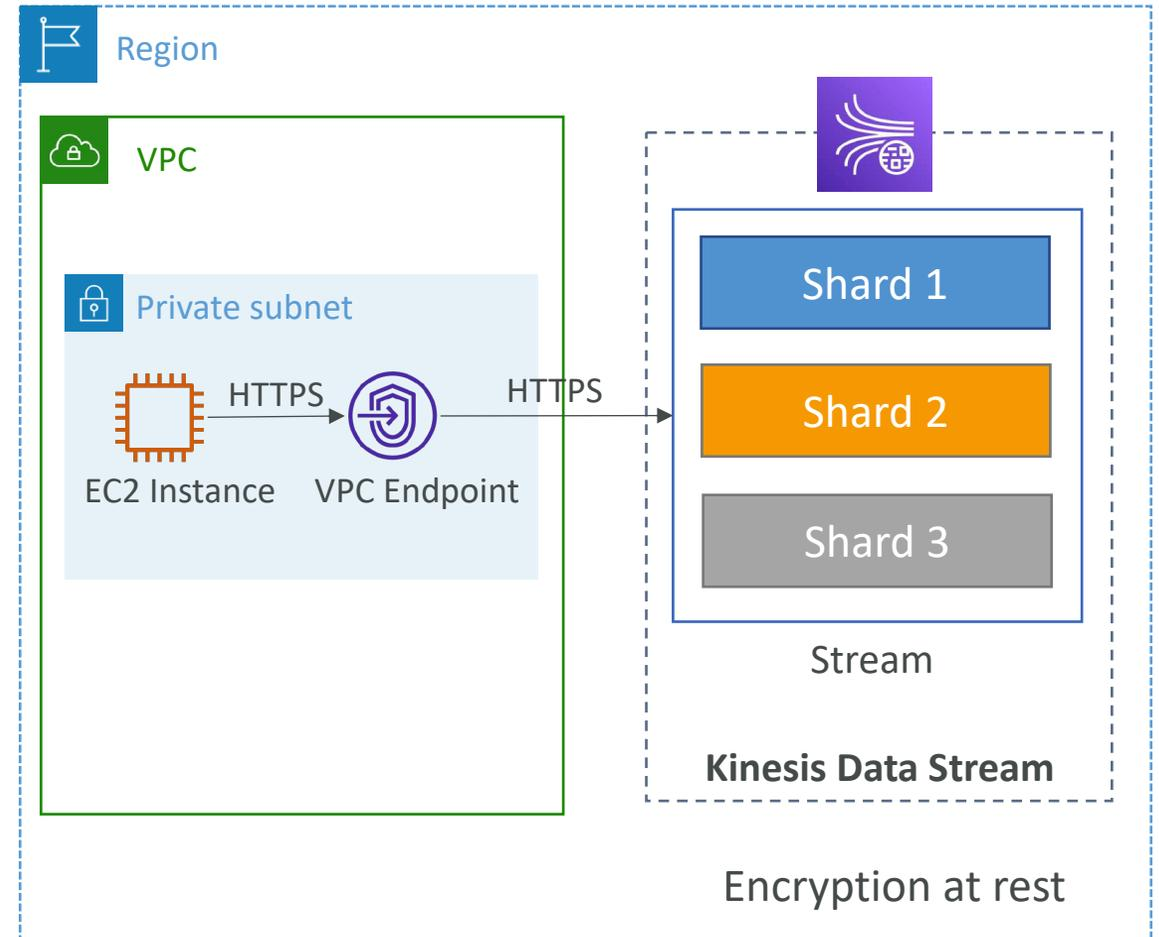 Region
VPC
Private subnet
HTTPS
HTTPS
EC2 Instance
VPC Endpoint
Shard 1
Shard 2
Shard 3
Stream
Kinesis Data Stream
Encryption at rest